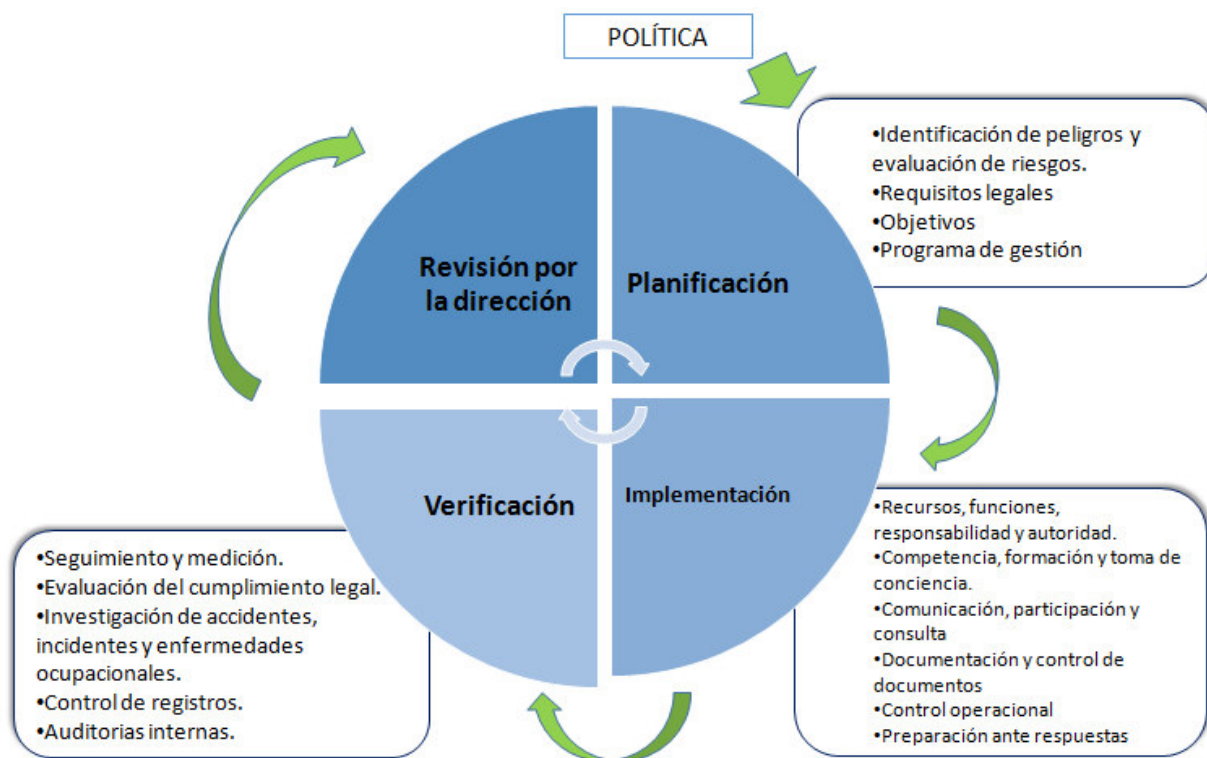 POLÍTICA
•Identificación de peligros y
evaluación de riesgos.
•Requisitos legales
•Objetivos
•Programa de gestión
Revisión por
la dirección
Planificación
Verificación
Implementación
•Recursos, funciones,
responsabilidad y autoridad.
•Competencia, formación y toma de
conciencia.
•Comunicación, participación y
consulta
•Documentación y control de
documentos
•Control operacional
•Preparación ante respuestas
•Seguimiento y medición.
•Evaluación del cumplimiento legal.
•Investigación de accidentes,
incidentes y enfermedades
ocupacionales.
•Control de registros.
•Auditorias internas.